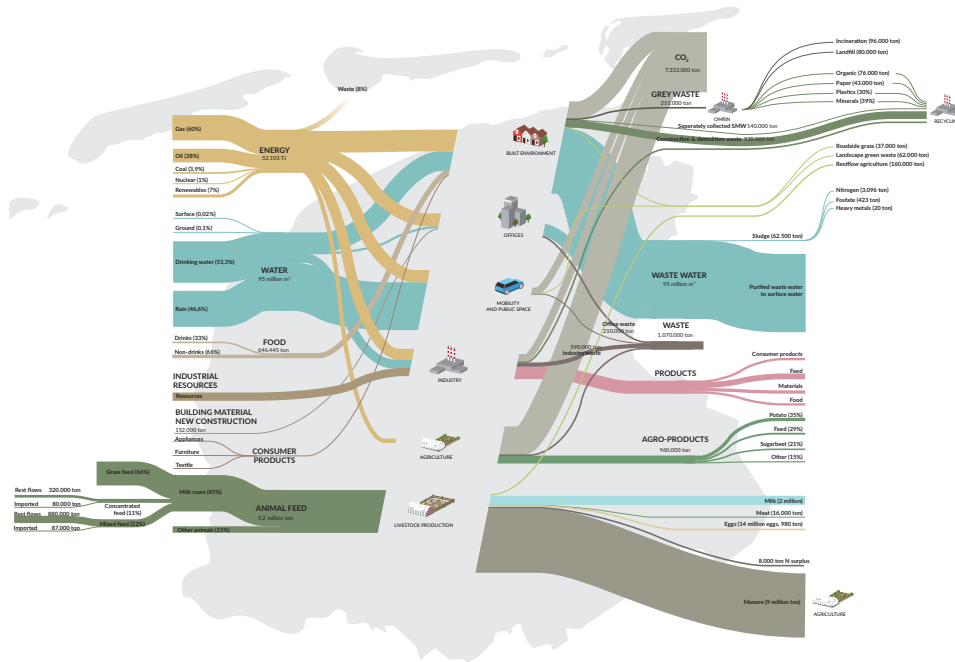 Waste (8%)
Gas (60%)
ENERGY
52.103 TJ
Oil (28%)
Coal (3,9%)
Nuclear (1%)
Renewables (7%)
Surface (0,02%)
Ground (0,1%)
Drinking water (53,3%)
WATER
95 million m³
Rain (46,6%)
Drinks (33%)
FOOD
646.445 ton
Non-drinks (66%)
INDUSTRIAL
RESOURCES
Resources
BUILDING MATERIAL
NEW CONSTRUCTION
152.000 ton
Appliances
Furniture
CONSUMER
PRODUCTS
Textile
Grass feed (66%)
Milk cows (85%)
Rest flows 320.000 ton
Imported 80.000 ton
Concentrated
feed (11%)
Rest flows 880.000 ton
Mixed feed (22%)
Imported 87.000 ton
ANIMAL FEED
5.2 million ton
Other animals (15%)
BUILT ENVIRONMENT
OFFICES
MOBILITY
AND PUBLIC SPACE
INDUSTRY
AGRICULTURE
LIVESTOCK PRODUCTION
CO₂
7.333.000 ton
GREY WASTE
211.000 ton
OMRIN
Seperately collected SMW 140.000 ton
Construction & demolition waste 930.000 ton
Incineration (96.000 ton)
Landfill (80.000 ton)
Organic (76.000 ton)
Paper (43.000 ton)
Plastics (30%)
Minerals (39%)
RECYCLI
Roadside grass (37.000 ton)
Landscape green waste (62.000 ton)
Restflow agriculture (160.000 ton)
Nitrogen (3.096 ton)
Fosfate (423 ton)
Heavy metals (20 ton)
Sludge (62.500 ton)
WASTE WATER
95 million m³
Purified waste water
to surface water
Office waste
210.000 ton
WASTE
1.070.000 ton
590.000 ton
Industry waste
PRODUCTS
Consumer products
Feed
Materials
Food
AGRO-PRODUCTS
960.000 ton
Potato (35%)
Feed (29%)
Sugarbeet (21%)
Other (15%)
Milk (2 million)
Meat (16.000 ton)
Eggs (14 million eggs, 980 ton)
8.000 ton N surplus
Manure (9 million ton)
AGRICULTURE